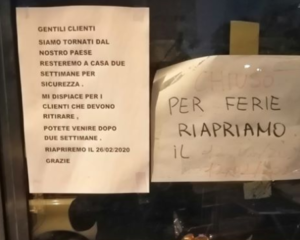 GENTILI CLIENTI
SIAMO TORNATI DAL
NOSTRO PAESE
RESTEREMO A CASA DUE
SETTIMANE PER
SICUREZZA .
MI DISPIACE PER I
CLIENTI CHE DEVONO
RITIRARE ,
POTETE VENIRE DOPO
DUE SETTIMANE .
RIAPRIREMO IL 26/02/2020
GRAZIE
PER FERIE
RIAPRIAMO
IL